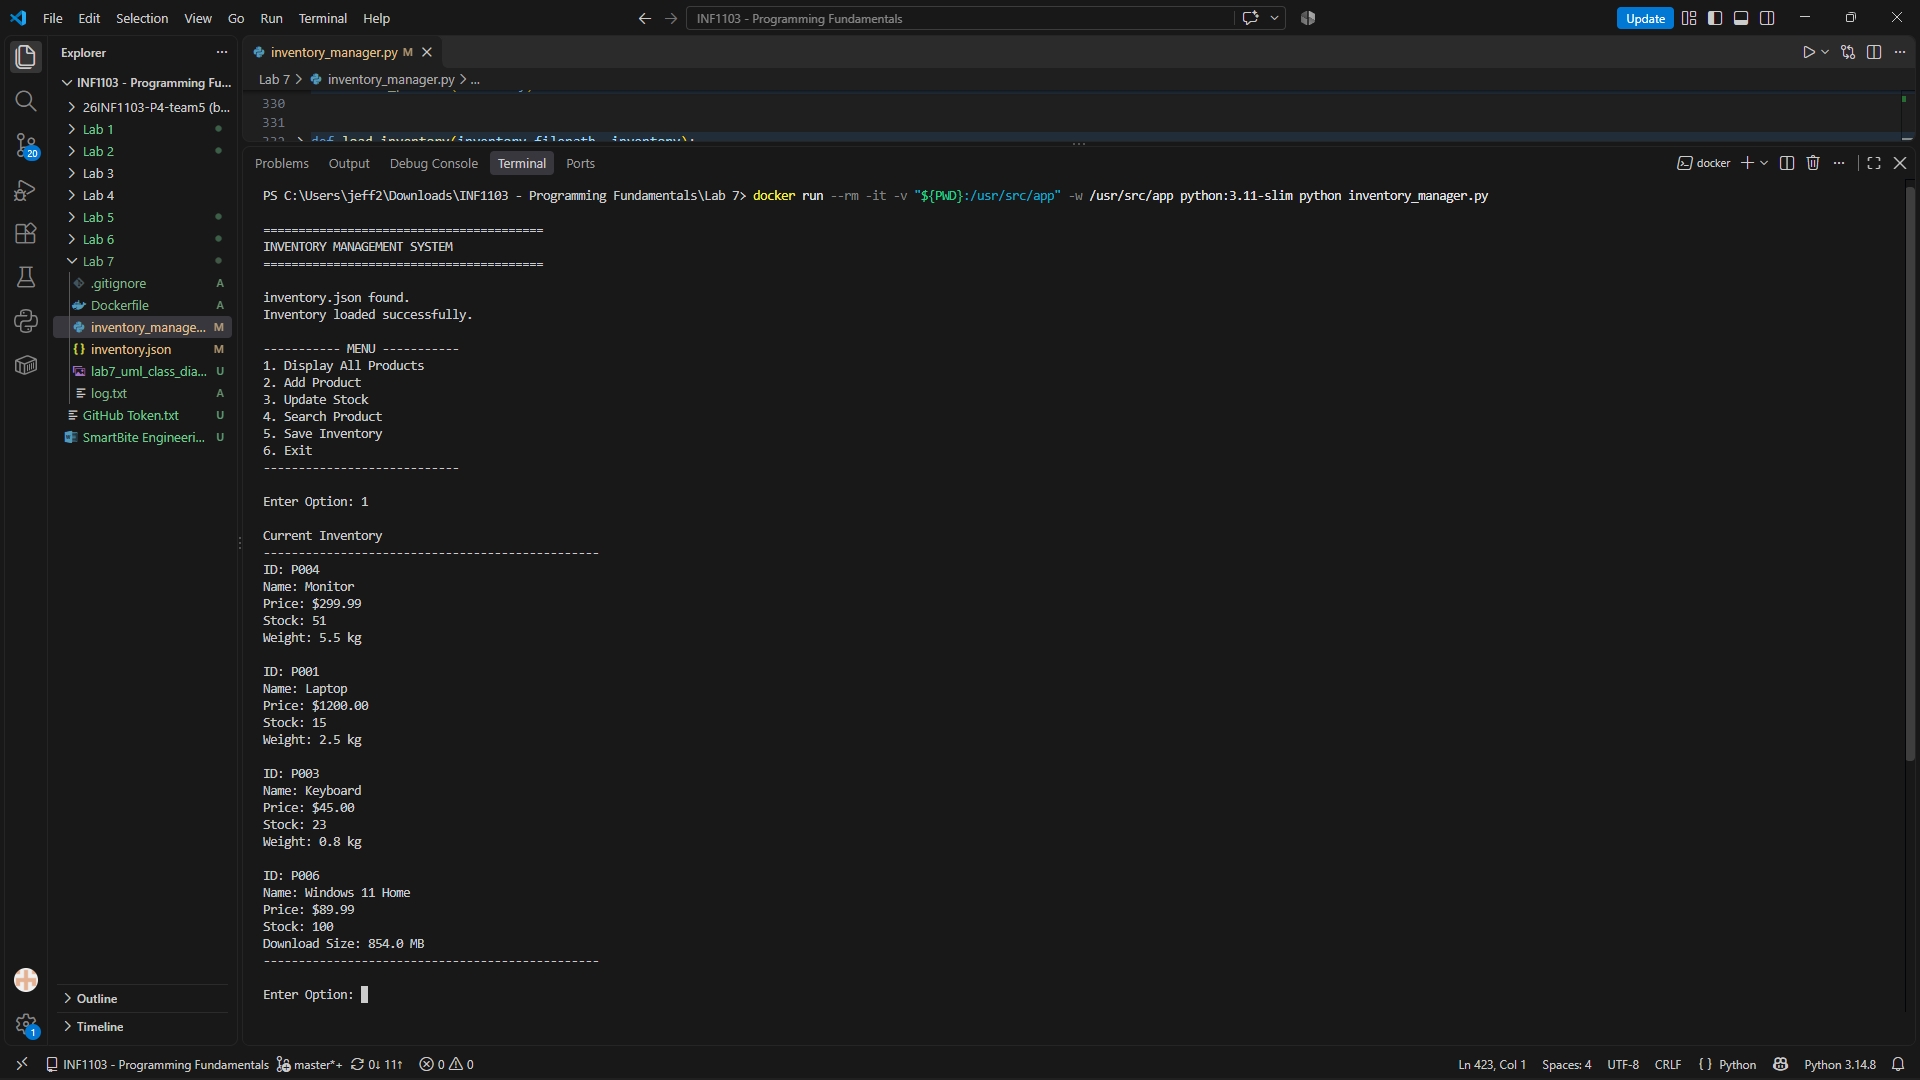 File Edit Selection View Go Run Terminal Help
INF1103 - Programming Fundamentals
Update
Explorer
INF1103 - Programming Fu...
26INF1103-P4-team5 (b...
Lab 1
Lab 2
Lab 3
Lab 4
Lab 5
Lab 6
Lab 7
.gitignore A
Dockerfile A
inventory_manage... M
inventory.json M
lab7_uml_class_dia... U
log.txt A
GitHub Token.txt U
SmartBite Engineeri... U
20
Outline
Timeline
1
inventory_manager.py M
Lab 7 > inventory_manager.py > ...
330
331
332 def load_inventory(inventory_filepath, inventory):
Problems Output Debug Console Terminal Ports
docker
PS C:\Users\jeff2\Downloads\INF1103 - Programming Fundamentals\Lab 7> docker run --rm -it -v "${PWD}:/usr/src/app" -w /usr/src/app python:3.11-slim python inventory_manager.py
========================================
INVENTORY MANAGEMENT SYSTEM
========================================
inventory.json found.
Inventory loaded successfully.
----------- MENU -----------
1. Display All Products
2. Add Product
3. Update Stock
4. Search Product
5. Save Inventory
6. Exit
----------------------------
Enter Option: 1
Current Inventory
------------------------------------------------
ID: P004
Name: Monitor
Price: $299.99
Stock: 51
Weight: 5.5 kg
ID: P001
Name: Laptop
Price: $1200.00
Stock: 15
Weight: 2.5 kg
ID: P003
Name: Keyboard
Price: $45.00
Stock: 23
Weight: 0.8 kg
ID: P006
Name: Windows 11 Home
Price: $89.99
Stock: 100
Download Size: 854.0 MB
------------------------------------------------
Enter Option:
INF1103 - Programming Fundamentals master*+ 0↓ 11↑ 0 0
Ln 423, Col 1 Spaces: 4 UTF-8 CRLF { } Python Python 3.14.8